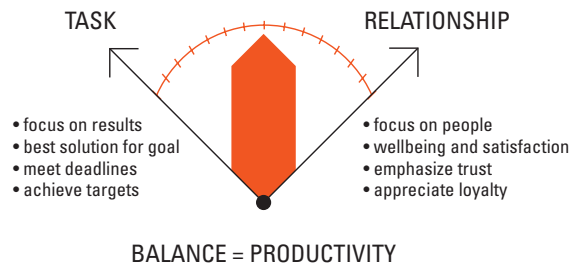 TASK
RELATIONSHIP
• focus on results
• best solution for goal
• meet deadlines
• achieve targets
• focus on people
• wellbeing and satisfaction
• emphasize trust
• appreciate loyalty
BALANCE = PRODUCTIVITY